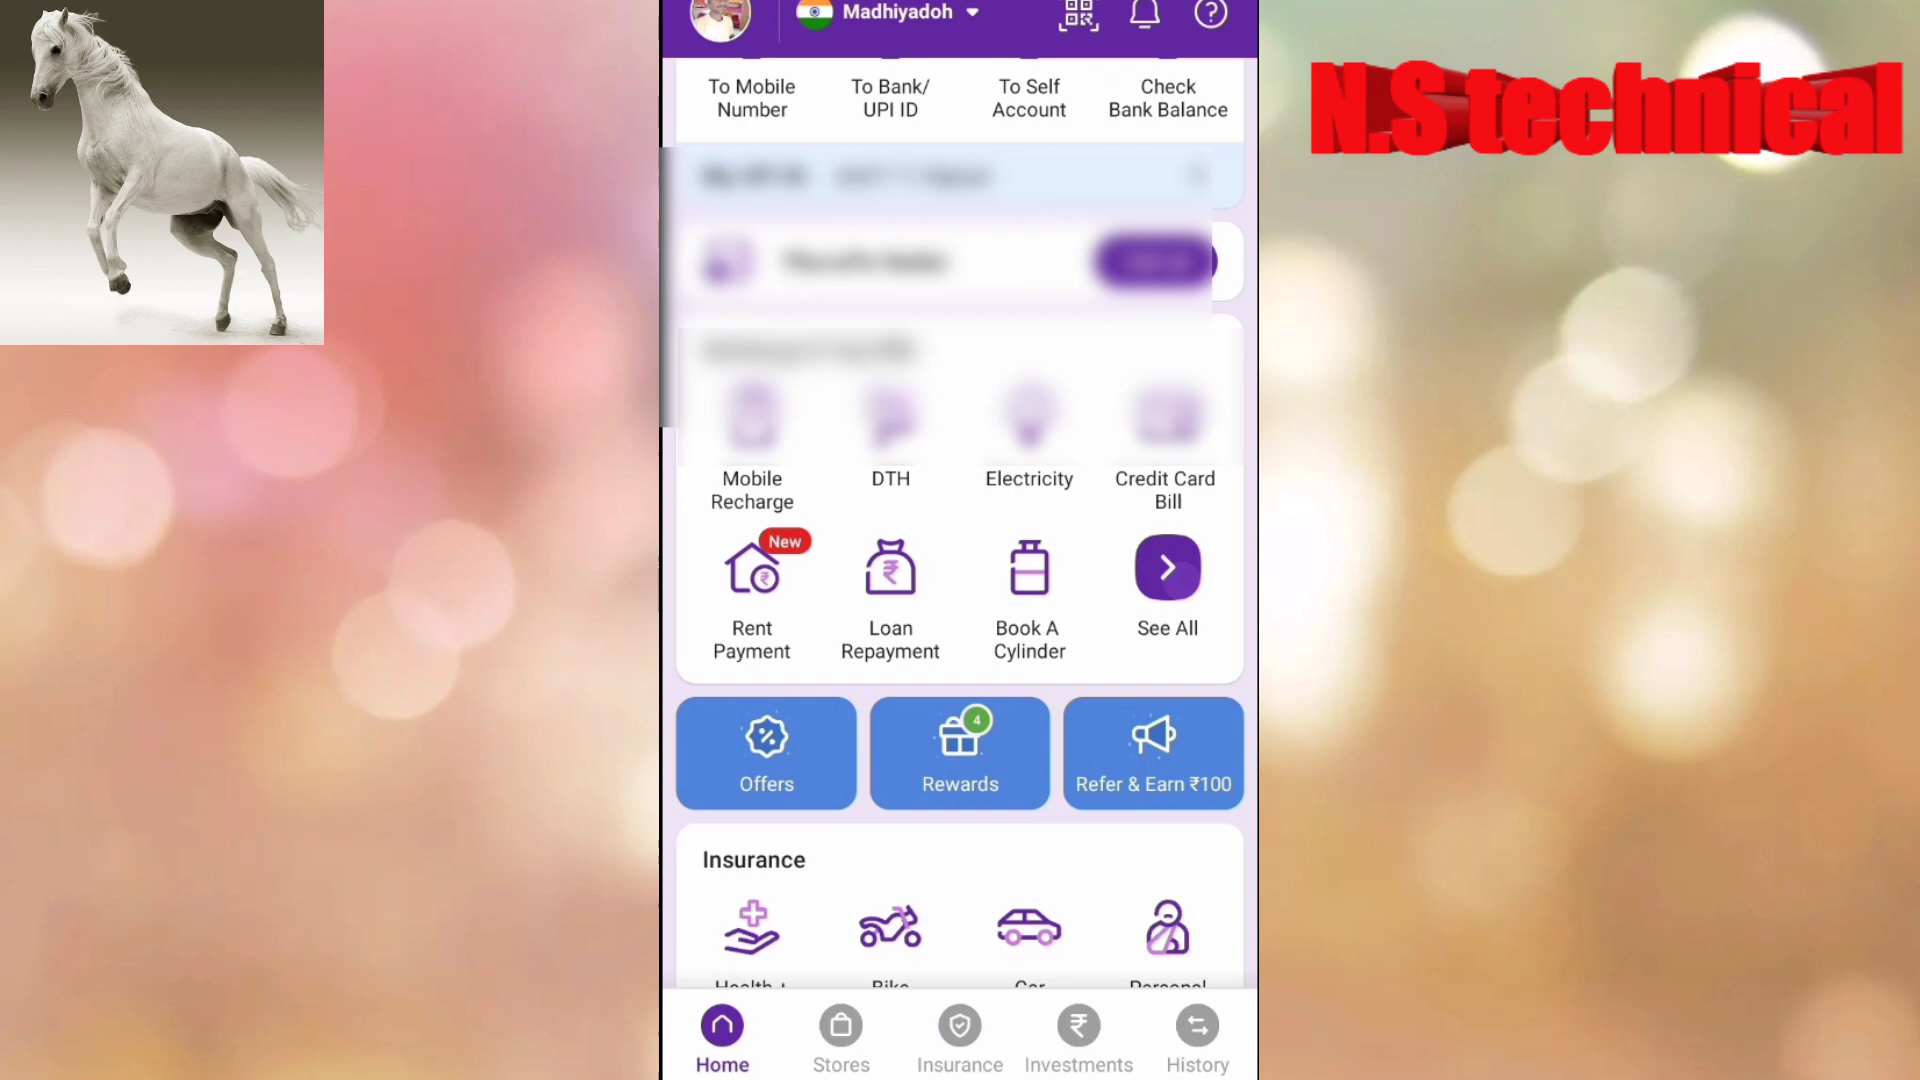 Madhiyadoh
N.S technical
To Mobile Number
To Bank/ UPI ID
To Self Account
Check Bank Balance
Mobile Recharge
DTH
Electricity
Credit Card Bill
New
Rent Payment
Loan Repayment
Book A Cylinder
See All
4
Offers
Rewards
Refer & Earn ₹100
Insurance
Health +
Bike
Car
Personal
Home
Stores
Insurance
Investments
History